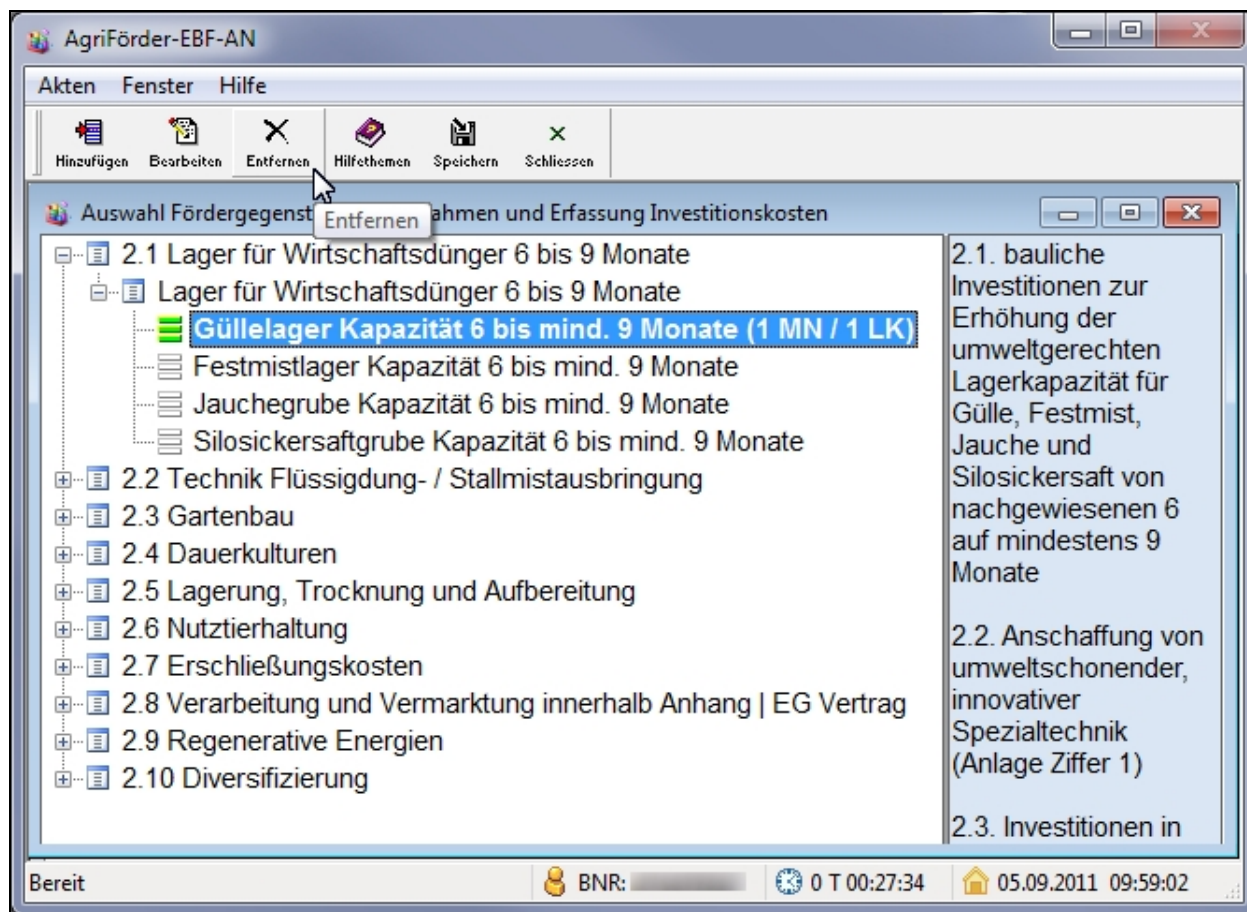 AgriFörder-EBF-AN
Akten Fenster Hilfe
Hinzufügen Bearbeiten Entfernen Hilfethemen Speichern Schliessen
Auswahl Fördergegenst ahmen und Erfassung Investitionskosten
Entfernen
2.1 Lager für Wirtschaftsdünger 6 bis 9 Monate
Lager für Wirtschaftsdünger 6 bis 9 Monate
Güllelager Kapazität 6 bis mind. 9 Monate (1 MN / 1 LK)
Festmistlager Kapazität 6 bis mind. 9 Monate
Jauchegrube Kapazität 6 bis mind. 9 Monate
Silosickersaftgrube Kapazität 6 bis mind. 9 Monate
2.2 Technik Flüssigdung- / Stallmistausbringung
2.3 Gartenbau
2.4 Dauerkulturen
2.5 Lagerung, Trocknung und Aufbereitung
2.6 Nutztierhaltung
2.7 Erschließungskosten
2.8 Verarbeitung und Vermarktung innerhalb Anhang | EG Vertrag
2.9 Regenerative Energien
2.10 Diversifizierung
2.1. bauliche
Investitionen zur
Erhöhung der
umweltgerechten
Lagerkapazität für
Gülle, Festmist,
Jauche und
Silosickersaft von
nachgewiesenen 6
auf mindestens 9
Monate
2.2. Anschaffung von
umweltschonender,
innovativer
Spezialtechnik
(Anlage Ziffer 1)
2.3. Investitionen in
Bereit BNR: 0 T 00:27:34 05.09.2011 09:59:02